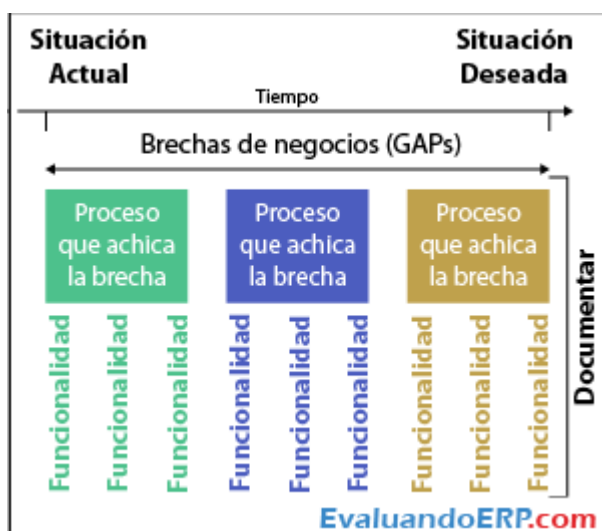 Situación
Actual
Situación
Deseada
Tiempo
Brechas de negocios (GAPs)
Proceso
que achica
la brecha
Proceso
que achica
la brecha
Proceso
que achica
la brecha
Funcionalidad
Funcionalidad
Funcionalidad
Funcionalidad
Funcionalidad
Funcionalidad
Funcionalidad
Funcionalidad
Funcionalidad
Documentar
EvaluandoERP.com